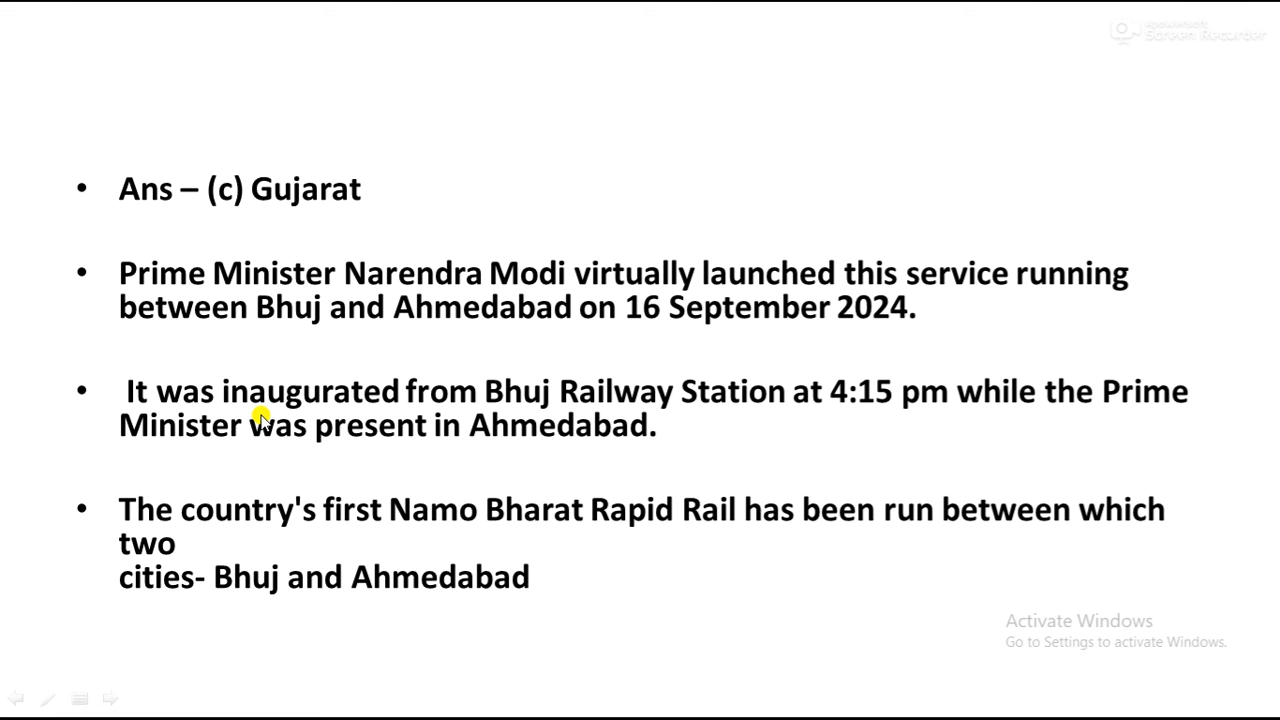 Apowersoft
Screen Recorder
• Ans – (c) Gujarat
• Prime Minister Narendra Modi virtually launched this service running
between Bhuj and Ahmedabad on 16 September 2024.
• It was inaugurated from Bhuj Railway Station at 4:15 pm while the Prime
Minister was present in Ahmedabad.
• The country's first Namo Bharat Rapid Rail has been run between which
two
cities- Bhuj and Ahmedabad
Activate Windows
Go to Settings to activate Windows.